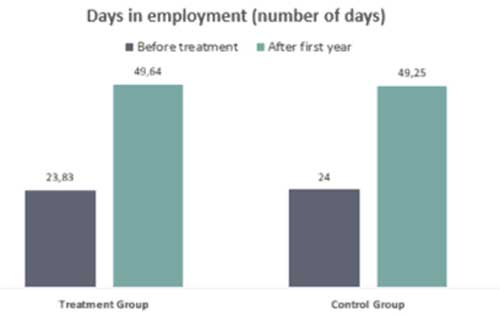 Days in employment (number of days)
Before treatment After first year
49,64
49,25
23,83
24
Treatment Group
Control Group